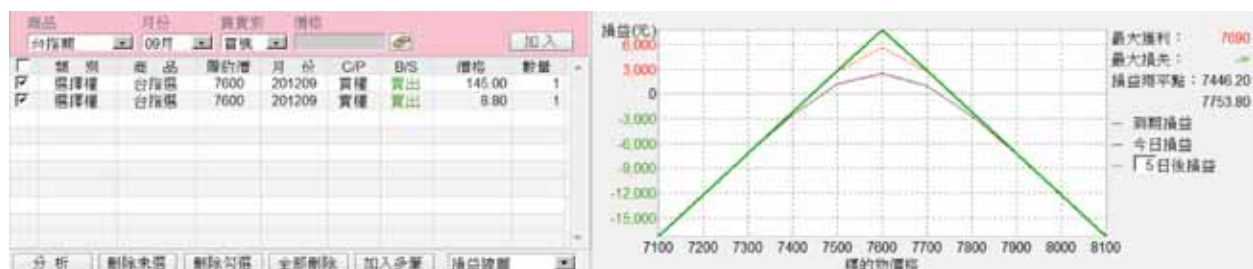 商品 月份 買賣別 價格
台指期 09月 買進 加入
類別 商品 履約價 月份 C/P B/S 價格 數量
選擇權 台指選 7600 201209 買權 賣出 145.00 1
選擇權 台指選 7600 201209 賣出 8.80 1
分析 刪除未選 刪除勾選 全部刪除 加入多筆 損益線圖
損益(元)
6,000
3,000
0
-3,000
-6,000
-9,000
-12,000
-15,000
7100 7200 7300 7400 7500 7600 7700 7800 7900 8000 8100
標的物價格
最大獲利： 7690
最大損失： -∞
損益兩平點：7446.20
7753.80
到期損益
今日損益
5日後損益